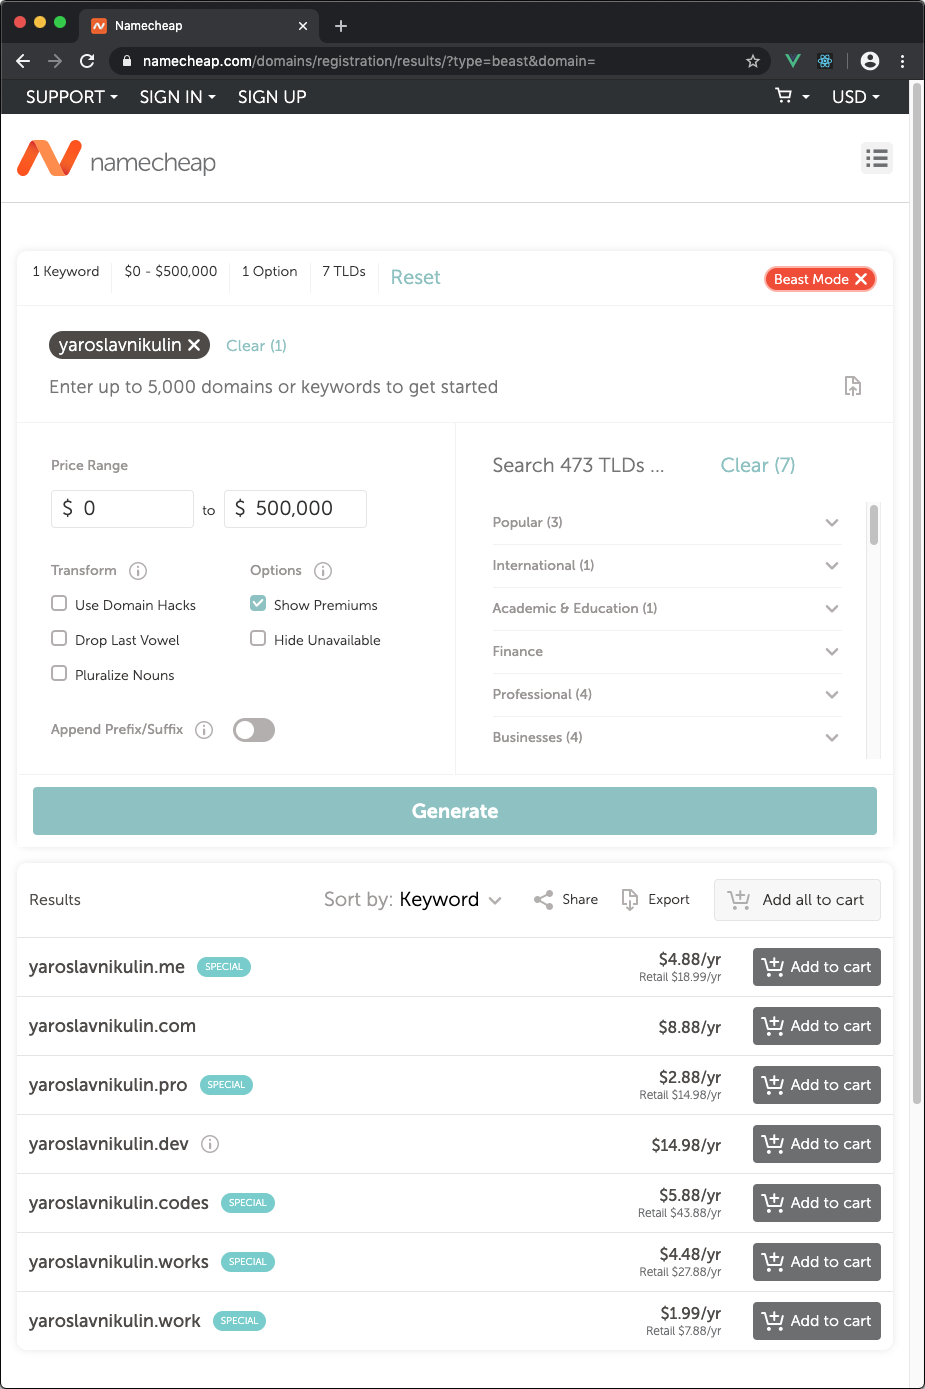 Namecheap
namecheap.com/domains/registration/results/?type=beast&domain=
SUPPORT SIGN IN SIGN UP USD
namecheap
1 Keyword $0 - $500,000 1 Option 7 TLDs Reset Beast Mode
yaroslavnikulin Clear (1)
Enter up to 5,000 domains or keywords to get started
Price Range
$ 0 to $ 500,000
Transform Options
Use Domain Hacks Show Premiums
Drop Last Vowel Hide Unavailable
Pluralize Nouns
Append Prefix/Suffix
Search 473 TLDs ... Clear (7)
Popular (3)
International (1)
Academic & Education (1)
Finance
Professional (4)
Businesses (4)
Generate
Results Sort by: Keyword Share Export Add all to cart
yaroslavnikulin.me SPECIAL $4.88/yr Add to cart
Retail $18.99/yr
yaroslavnikulin.com $8.88/yr Add to cart
yaroslavnikulin.pro SPECIAL $2.88/yr Add to cart
Retail $14.98/yr
yaroslavnikulin.dev $14.98/yr Add to cart
yaroslavnikulin.codes SPECIAL $5.88/yr Add to cart
Retail $43.88/yr
yaroslavnikulin.works SPECIAL $4.48/yr Add to cart
Retail $27.88/yr
yaroslavnikulin.work SPECIAL $1.99/yr Add to cart
Retail $7.88/yr